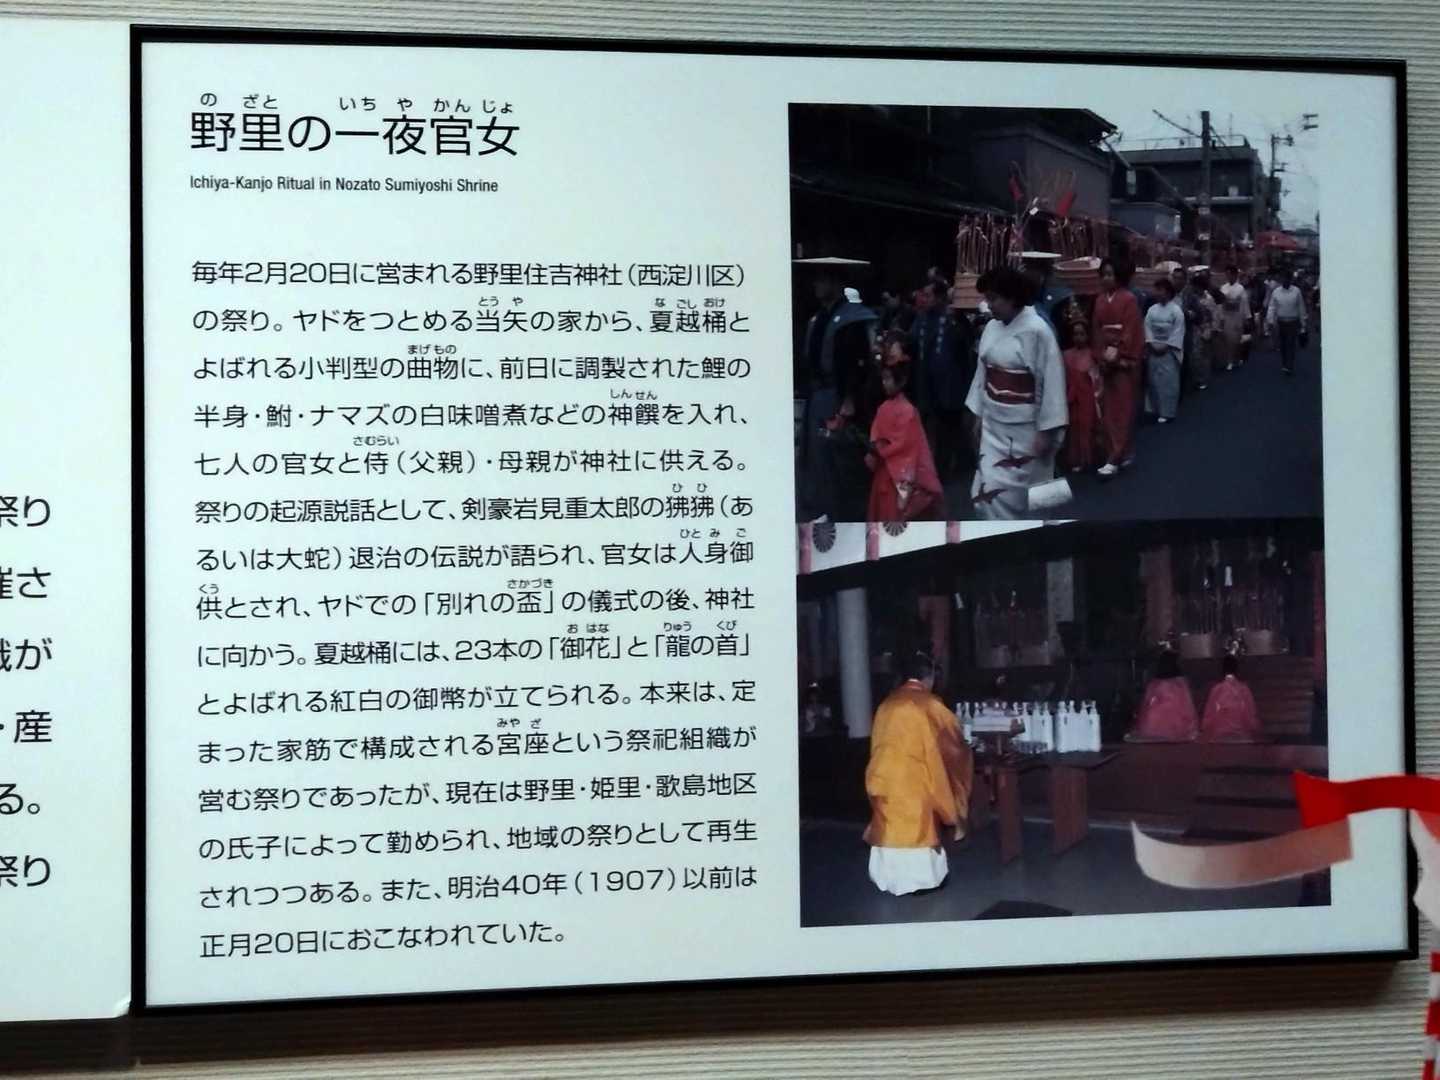 野里の一夜官女
Ichiya-Kanjo Ritual in Nozato Sumiyoshi Shrine
毎年2月20日に営まれる野里住吉神社（西淀川区）
の祭り。ヤドをつとめる当矢の家から、夏越桶と
よばれる小判型の曲物に、前日に調製された鯉の
半身・鮒・ナマズの白味噌煮などの神饌を入れ、
七人の官女と侍（父親）・母親が神社に供える。
祭りの起源説話として、剣豪岩見重太郎の狒狒（あ
るいは大蛇）退治の伝説が語られ、官女は人身御
供とされ、ヤドでの「別れの盃」の儀式の後、神社
に向かう。夏越桶には、23本の「御花」と「龍の首」
とよばれる紅白の御幣が立てられる。本来は、定
まった家筋で構成される宮座という祭祀組織が
営む祭りであったが、現在は野里・姫里・歌島地区
の氏子によって勤められ、地域の祭りとして再生
されつつある。また、明治40年（1907）以前は
正月20日におこなわれていた。
祭り
催さ
織が
・産
る。
祭り